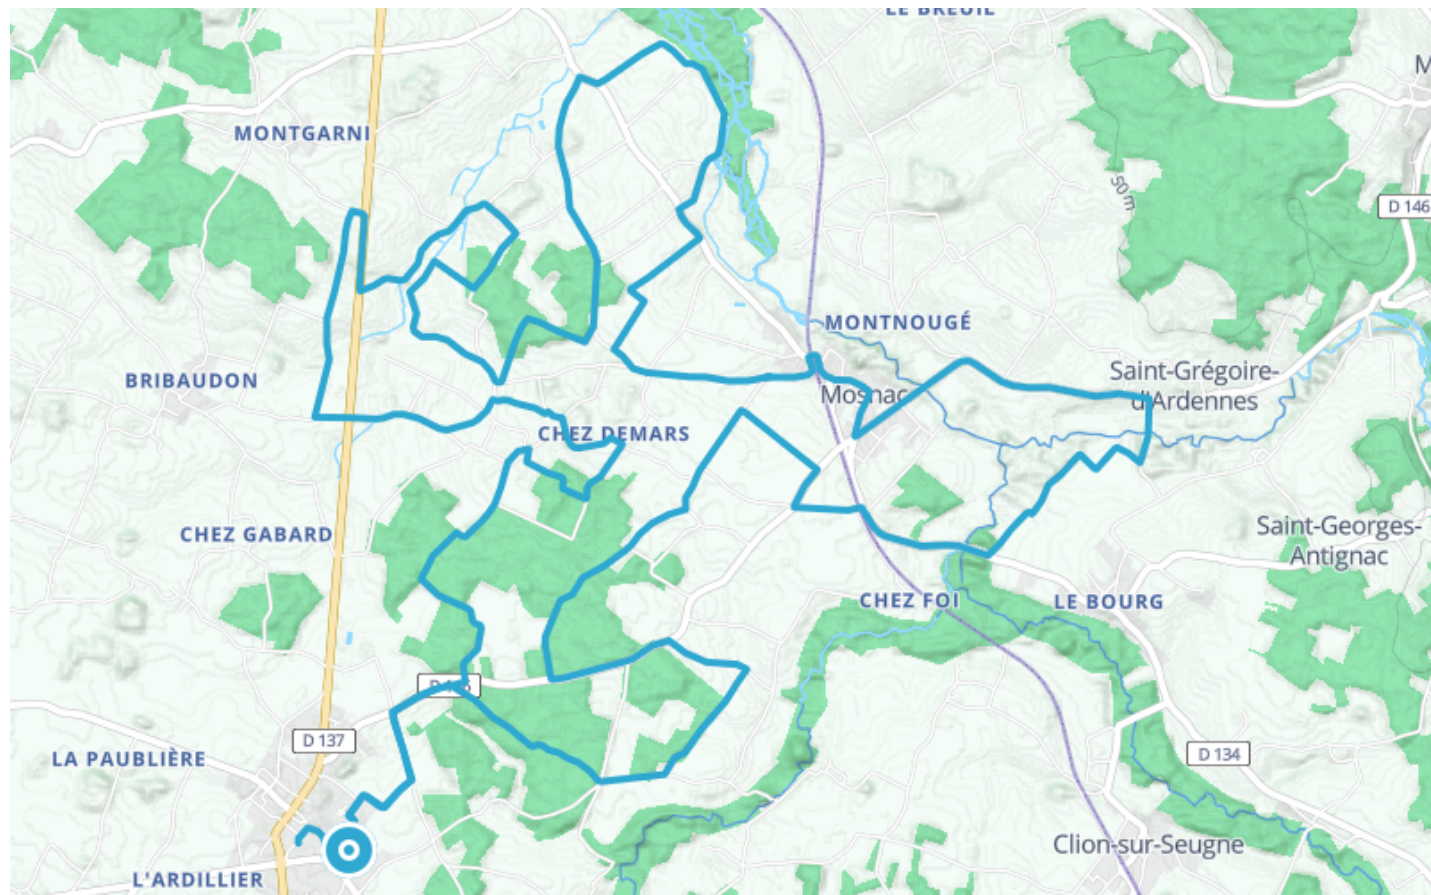 LE BREUIL
M
MONTGARNI
50 m
D 146
MONTNOUGÉ
BRIBAUDON
Saint-Grégoire-
d'Ardennes
Mosnac
CHEZ DEMARS
CHEZ GABARD
Saint-Georges-
Antignac
CHEZ FOI
LE BOURG
D 137
D 134
LA PAUBLIÈRE
Clion-sur-Seugne
L'ARDILLIER